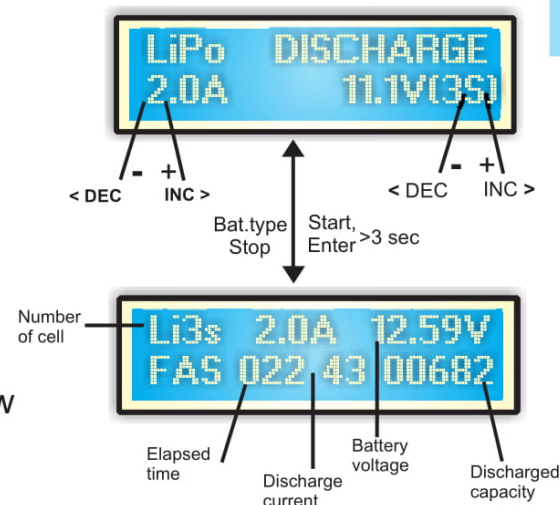 LiPo DISCHARGE
2.0A 11.1V(3S)
- +
< DEC INC >
- +
< DEC INC >
Bat.type
Stop
Start,
Enter >3 sec
Number
of cell
Li3s 2.0A 12.59V
FAS 022 43 00682
w
Elapsed
time
Discharge
current
Battery
voltage
Discharged
capacity